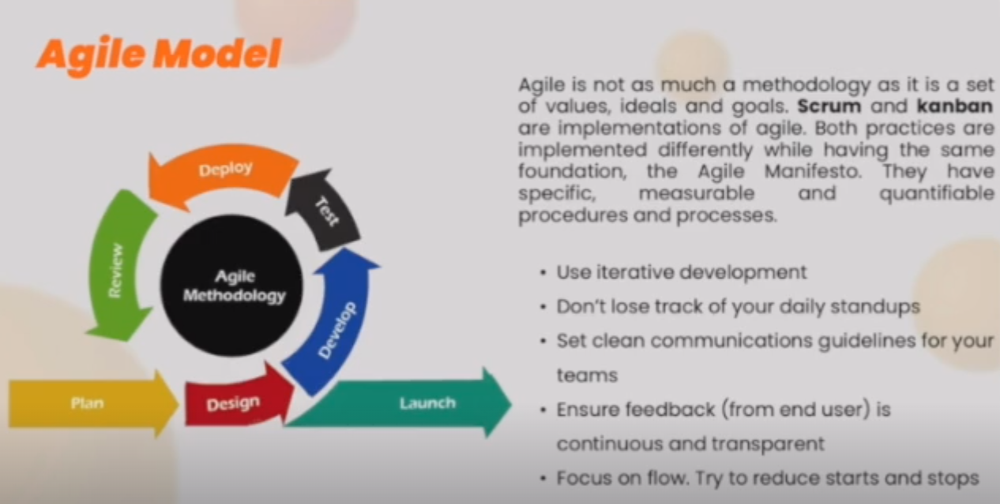 Agile Model
Agile is not as much a methodology as it is a set
of values, ideals and goals. Scrum and kanban
are implementations of agile. Both practices are
implemented differently while having the same
foundation, the Agile Manifesto. They have
specific, measurable and quantifiable
procedures and processes.
• Use iterative development
• Don't lose track of your daily standups
• Set clean communications guidelines for your
teams
• Ensure feedback (from end user) is
continuous and transparent
• Focus on flow. Try to reduce starts and stops
Deploy
Test
Review
Agile
Methodology
Develop
Plan
Design
Launch